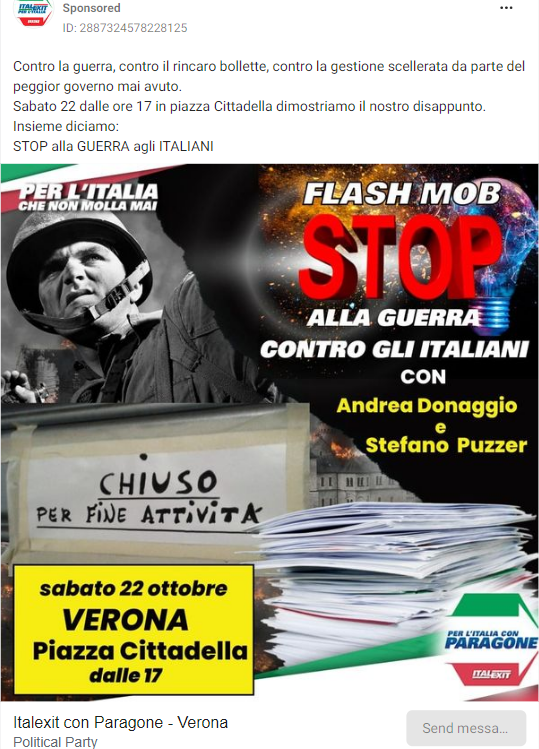 ITALEXIT
PER L'ITALIA
Sponsored
ID: 2887324578228125
Contro la guerra, contro il rincaro bollette, contro la gestione scellerata da parte del
peggior governo mai avuto.
Sabato 22 dalle ore 17 in piazza Cittadella dimostriamo il nostro disappunto.
Insieme diciamo:
STOP alla GUERRA agli ITALIANI
PER L'ITALIA
CHE NON MOLLA MAI
FLASH MOB
STOP
ALLA GUERRA
CONTRO GLI ITALIANI
CON
Andrea Donaggio
e
Stefano Puzzer
CHIUSO
PER FINE ATTIVITA
sabato 22 ottobre
VERONA
Piazza Cittadella
dalle 17
PER L'ITALIA CON
PARAGONE
ITALEXIT
Italexit con Paragone - Verona
Political Party
Send messa...